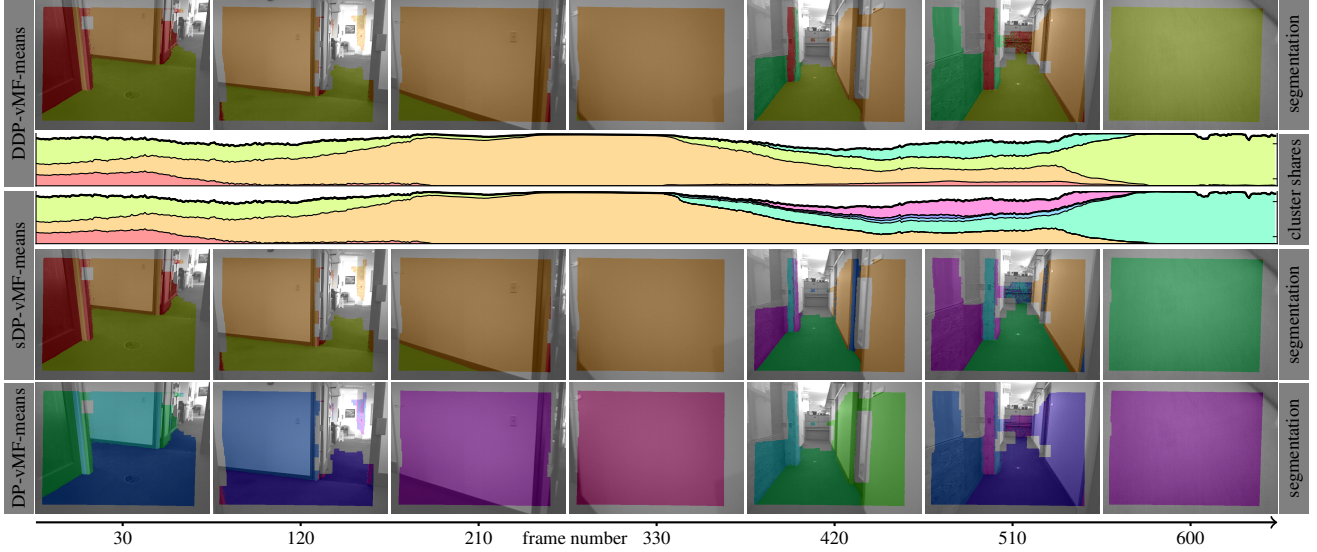 DDP-vMF-means
segmentation
cluster shares
sDP-vMF-means
segmentation
DP-vMF-means
segmentation
30 120 210 frame number 330 420 510 600